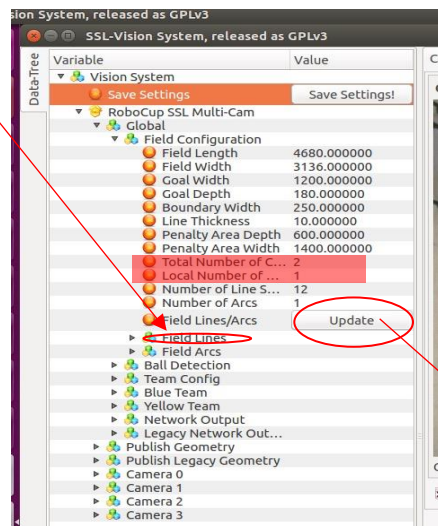 sion System, released as GPLv3
SSL-Vision System, released as GPLv3
Data-Tree
Variable Value
Vision System
Save Settings Save Settings!
RoboCup SSL Multi-Cam
Global
Field Configuration
Field Length 4680.000000
Field Width 3136.000000
Goal Width 1200.000000
Goal Depth 180.000000
Boundary Width 250.000000
Line Thickness 10.000000
Penalty Area Depth 600.000000
Penalty Area Width 1400.000000
Total Number of C... 2
Local Number of ... 1
Number of Line S... 12
Number of Arcs 1
Field Lines/Arcs Update
Field Lines
Field Arcs
Ball Detection
Team Config
Blue Team
Yellow Team
Network Output
Legacy Network Out...
Publish Geometry
Publish Legacy Geometry
Camera 0
Camera 1
Camera 2
Camera 3